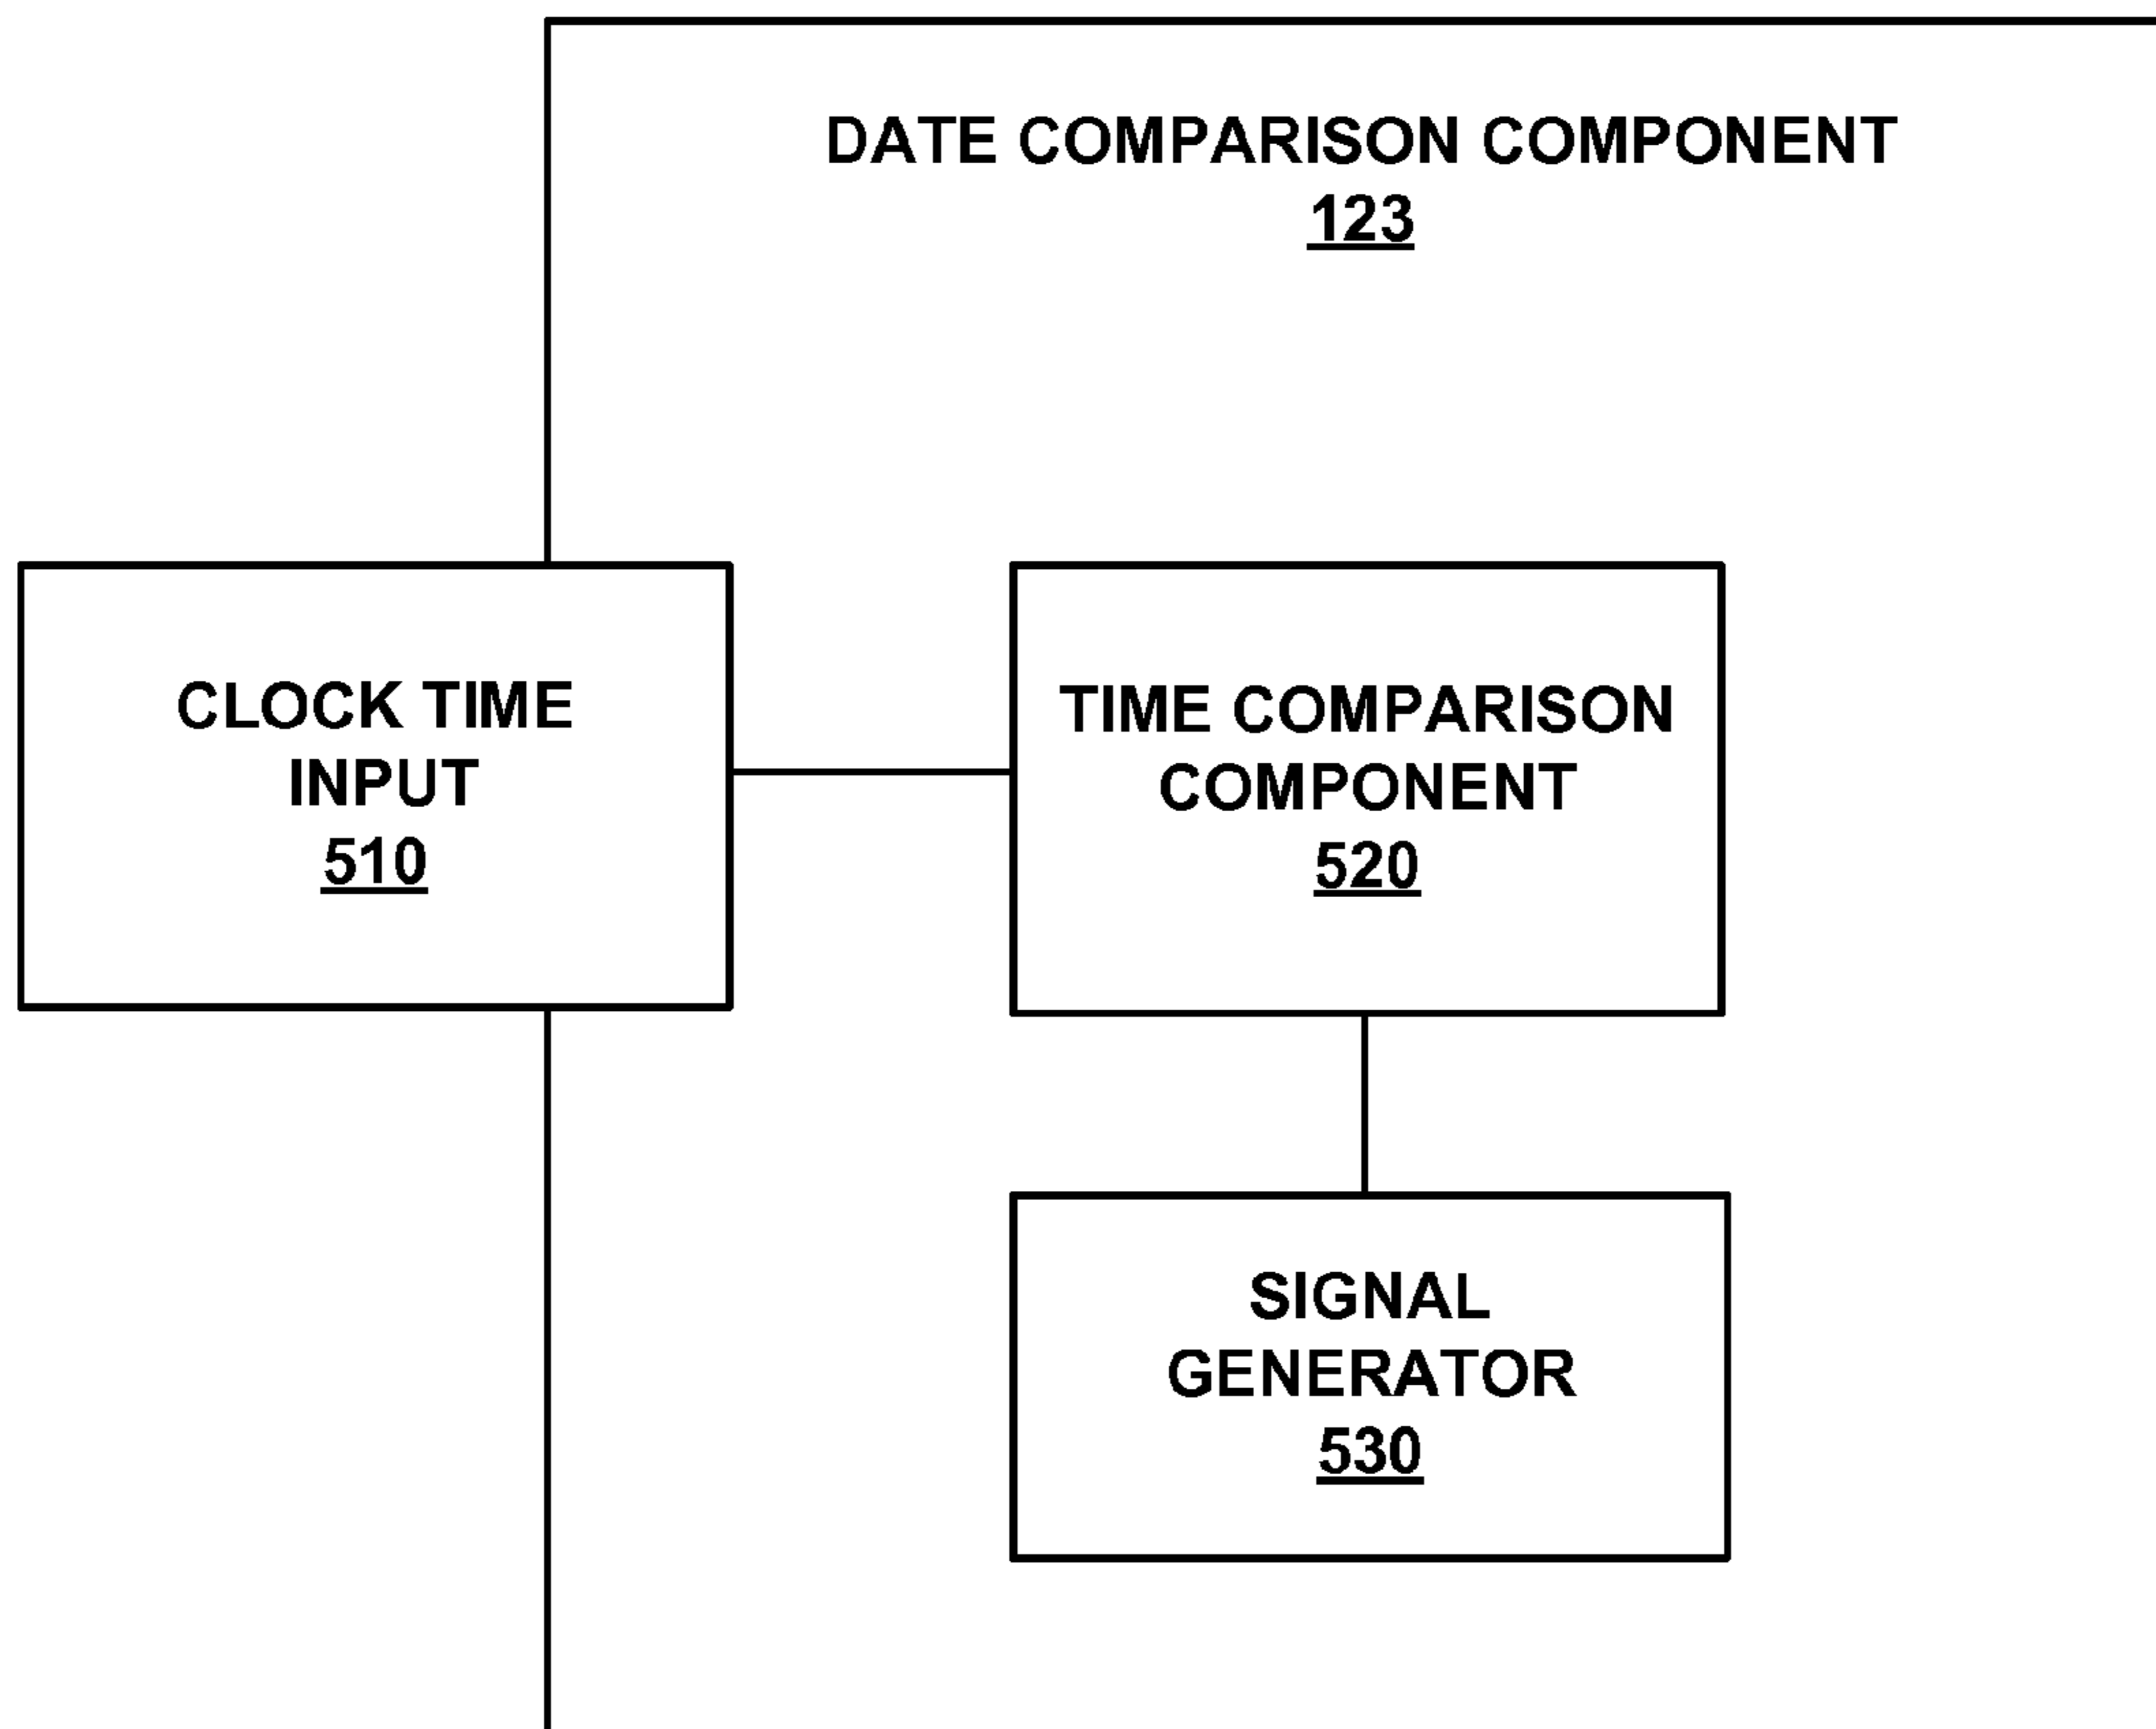 DATE COMPARISON COMPONENT
123
CLOCK TIME
INPUT
510
TIME COMPARISON
COMPONENT
520
SIGNAL
GENERATOR
530